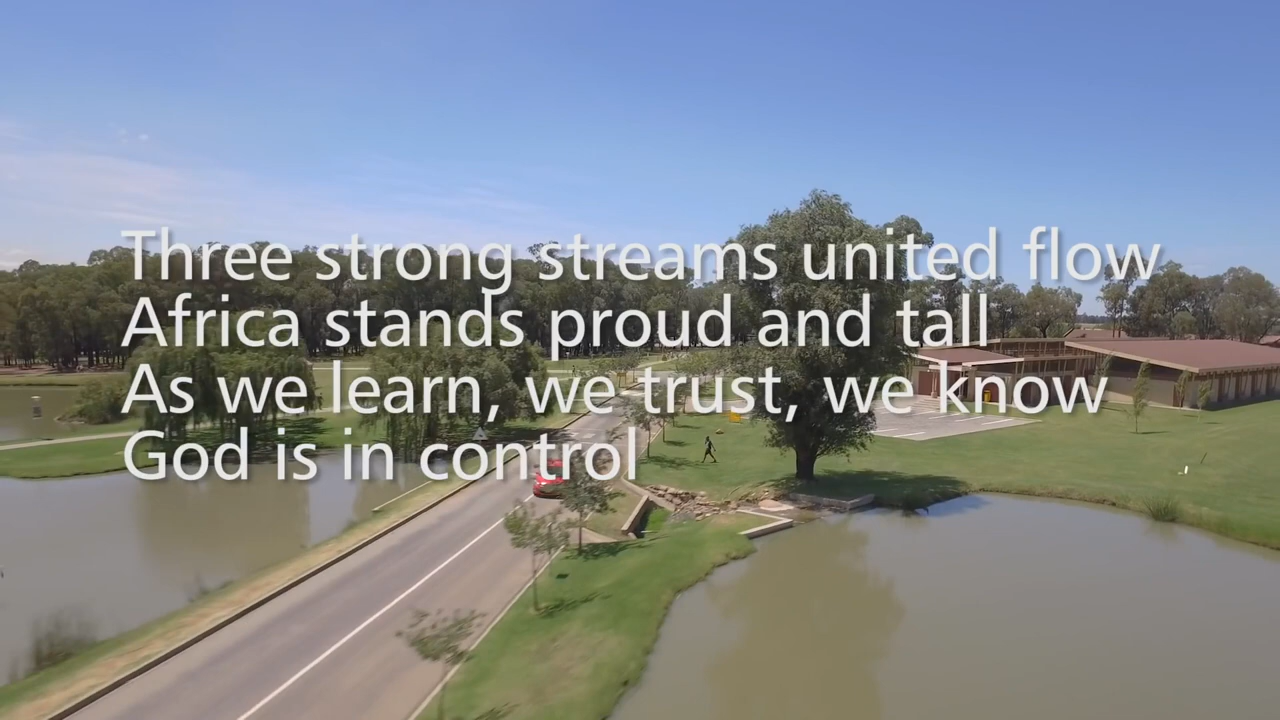 Three strong streams united flow
Africa stands proud and tall
As we learn, we trust, we know
God is in control